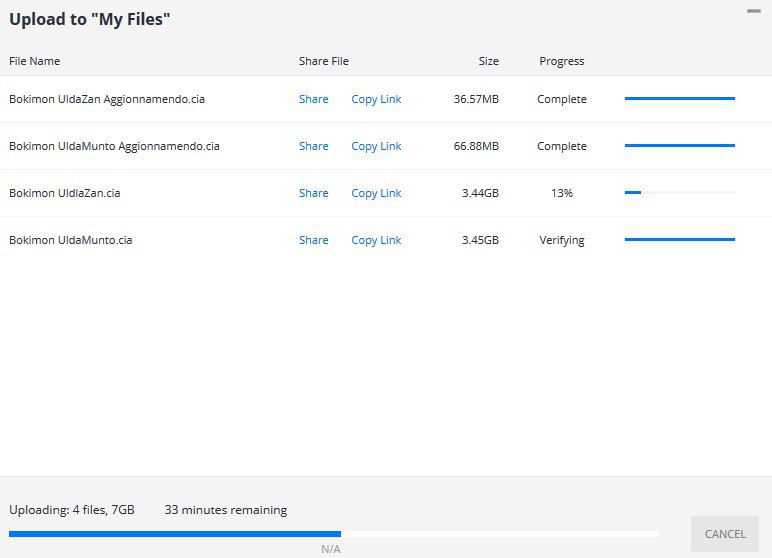 Upload to "My Files"
File Name Share File Size Progress
Bokimon UldaZan Aggionnamendo.cia Share Copy Link 36.57MB Complete
Bokimon UldaMunto Aggionnamendo.cia Share Copy Link 66.88MB Complete
Bokimon UldlaZan.cia Share Copy Link 3.44GB 13%
Bokimon UldaMunto.cia Share Copy Link 3.45GB Verifying
Uploading: 4 files, 7GB 33 minutes remaining
N/A
CANCEL